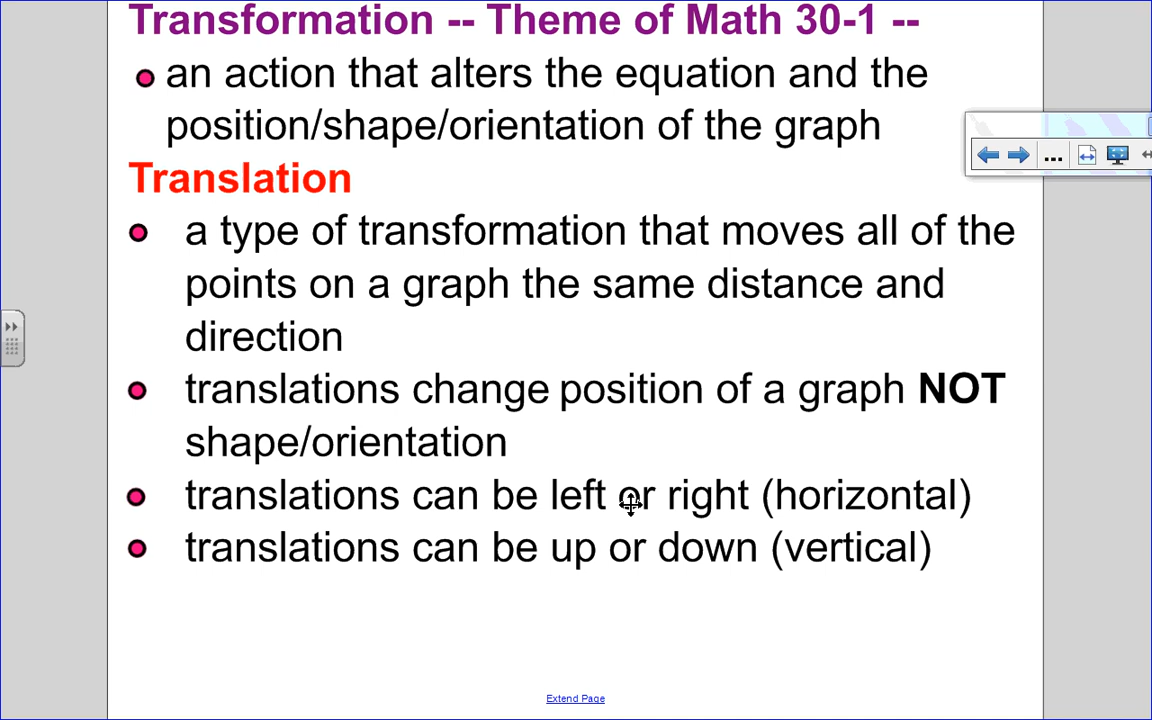 Transformation -- Theme of Math 30-1 --
an action that alters the equation and the
position/shape/orientation of the graph
Translation
a type of transformation that moves all of the
points on a graph the same distance and
direction
translations change position of a graph NOT
shape/orientation
translations can be left or right (horizontal)
translations can be up or down (vertical)
Extend Page